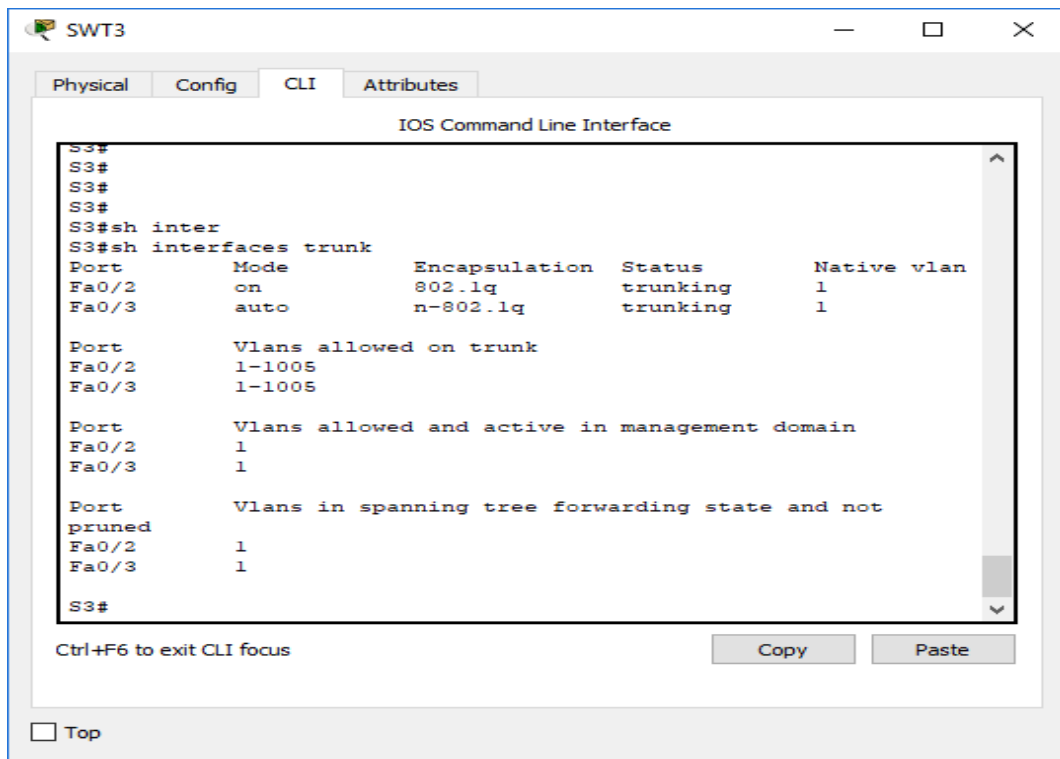 SWT3
Physical Config CLI Attributes
IOS Command Line Interface
S3#
S3#
S3#
S3#
S3#sh inter
S3#sh interfaces trunk
Port Mode Encapsulation Status Native vlan
Fa0/2 on 802.1q trunking 1
Fa0/3 auto n-802.1q trunking 1
Port Vlans allowed on trunk
Fa0/2 1-1005
Fa0/3 1-1005
Port Vlans allowed and active in management domain
Fa0/2 1
Fa0/3 1
Port Vlans in spanning tree forwarding state and not
pruned
Fa0/2 1
Fa0/3 1
S3#
Ctrl+F6 to exit CLI focus Copy Paste
Top